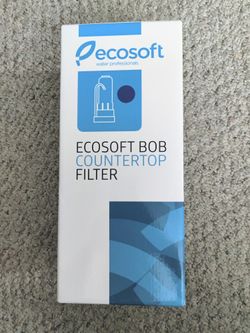 ecosoft
water professionals
ECOSOFT BOB
COUNTERTOP
FILTER